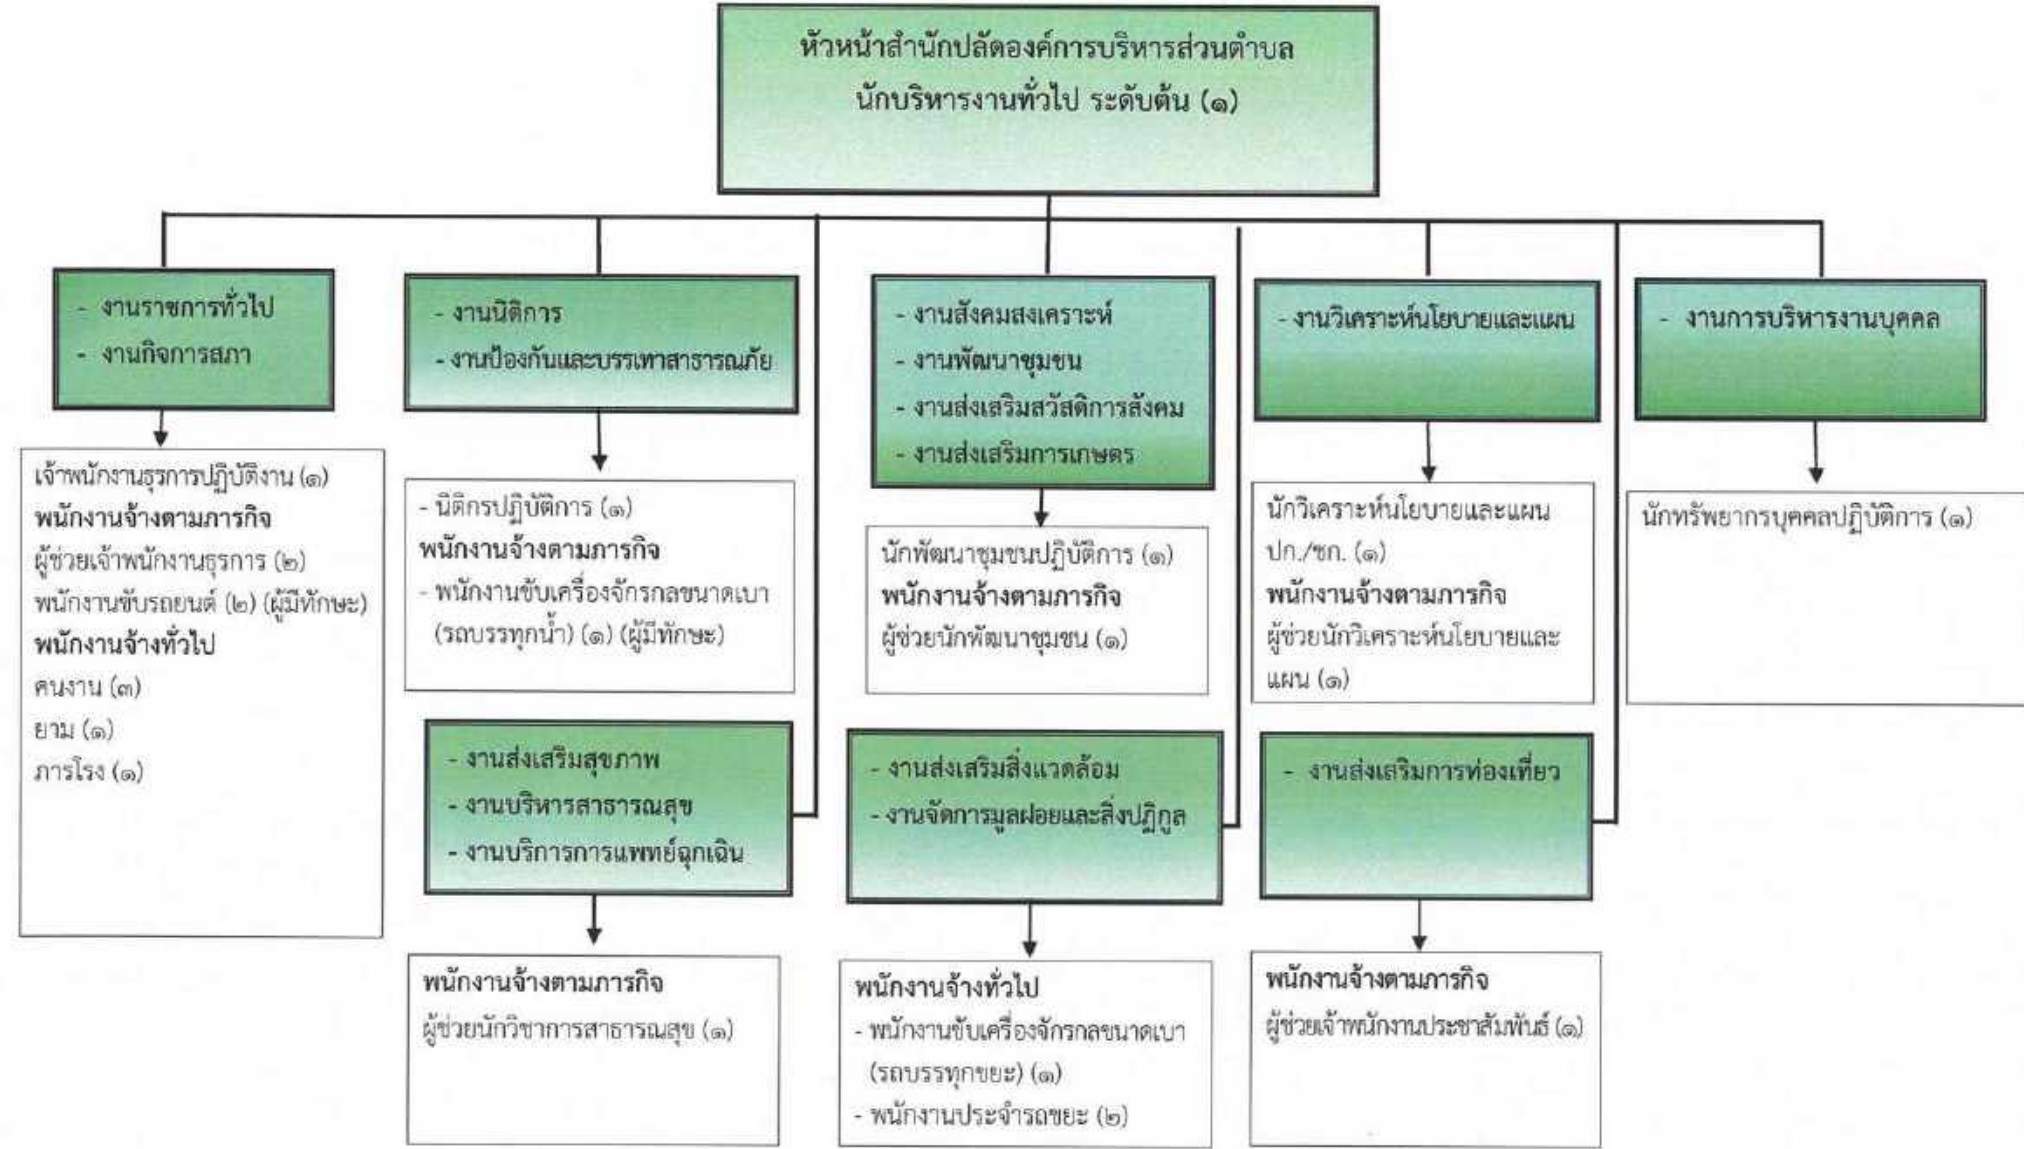 หัวหน้าสำนักปลัดองค์การบริหารส่วนตำบล
นักบริหารงานทั่วไป ระดับต้น (๑)
- งานราชการทั่วไป
- งานกิจการสภา
เจ้าพนักงานธุรการปฏิบัติงาน (๑)
พนักงานจ้างตามภารกิจ
ผู้ช่วยเจ้าพนักงานธุรการ (๒)
พนักงานขับรถยนต์ (๒) (ผู้มีทักษะ)
พนักงานจ้างทั่วไป
คนงาน (๓)
ยาม (๑)
ภารโรง (๑)
- งานนิติการ
- งานป้องกันและบรรเทาสาธารณภัย
- นิติกรปฏิบัติการ (๑)
พนักงานจ้างตามภารกิจ
- พนักงานขับเครื่องจักรกลขนาดเบา
(รถบรรทุกน้ำ) (๑) (ผู้มีทักษะ)
- งานสังคมสงเคราะห์
- งานพัฒนาชุมชน
- งานส่งเสริมสวัสดิการสังคม
- งานส่งเสริมการเกษตร
นักพัฒนาชุมชนปฏิบัติการ (๑)
พนักงานจ้างตามภารกิจ
ผู้ช่วยนักพัฒนาชุมชน (๑)
- งานวิเคราะห์นโยบายและแผน
นักวิเคราะห์นโยบายและแผน
ปก./ชก. (๑)
พนักงานจ้างตามภารกิจ
ผู้ช่วยนักวิเคราะห์นโยบายและ
แผน (๑)
- งานการบริหารงานบุคคล
นักทรัพยากรบุคคลปฏิบัติการ (๑)
- งานส่งเสริมสุขภาพ
- งานบริหารสาธารณสุข
- งานบริการการแพทย์ฉุกเฉิน
พนักงานจ้างตามภารกิจ
ผู้ช่วยนักวิชาการสาธารณสุข (๑)
- งานส่งเสริมสิ่งแวดล้อม
- งานจัดการมูลฝอยและสิ่งปฏิกูล
พนักงานจ้างทั่วไป
- พนักงานขับเครื่องจักรกลขนาดเบา
(รถบรรทุกขยะ) (๑)
- พนักงานประจำรถขยะ (๒)
- งานส่งเสริมการท่องเที่ยว
พนักงานจ้างตามภารกิจ
ผู้ช่วยเจ้าพนักงานประชาสัมพันธ์ (๑)